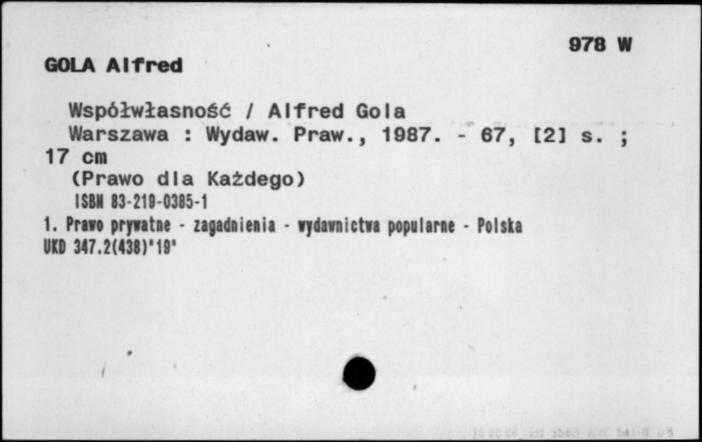 978 W
GOLA Alfred
Współwłasność / Alfred Gola
Warszawa : Wydaw. Praw., 1987. - 67, [2] s. ;
17 cm
(Prawo dla Każdego)
ISBN 83-219-0385-1
1. Prawo prywatne - zagadnienia - wydawnictwa popularne - Polska
UKD 347.2(438)"19"